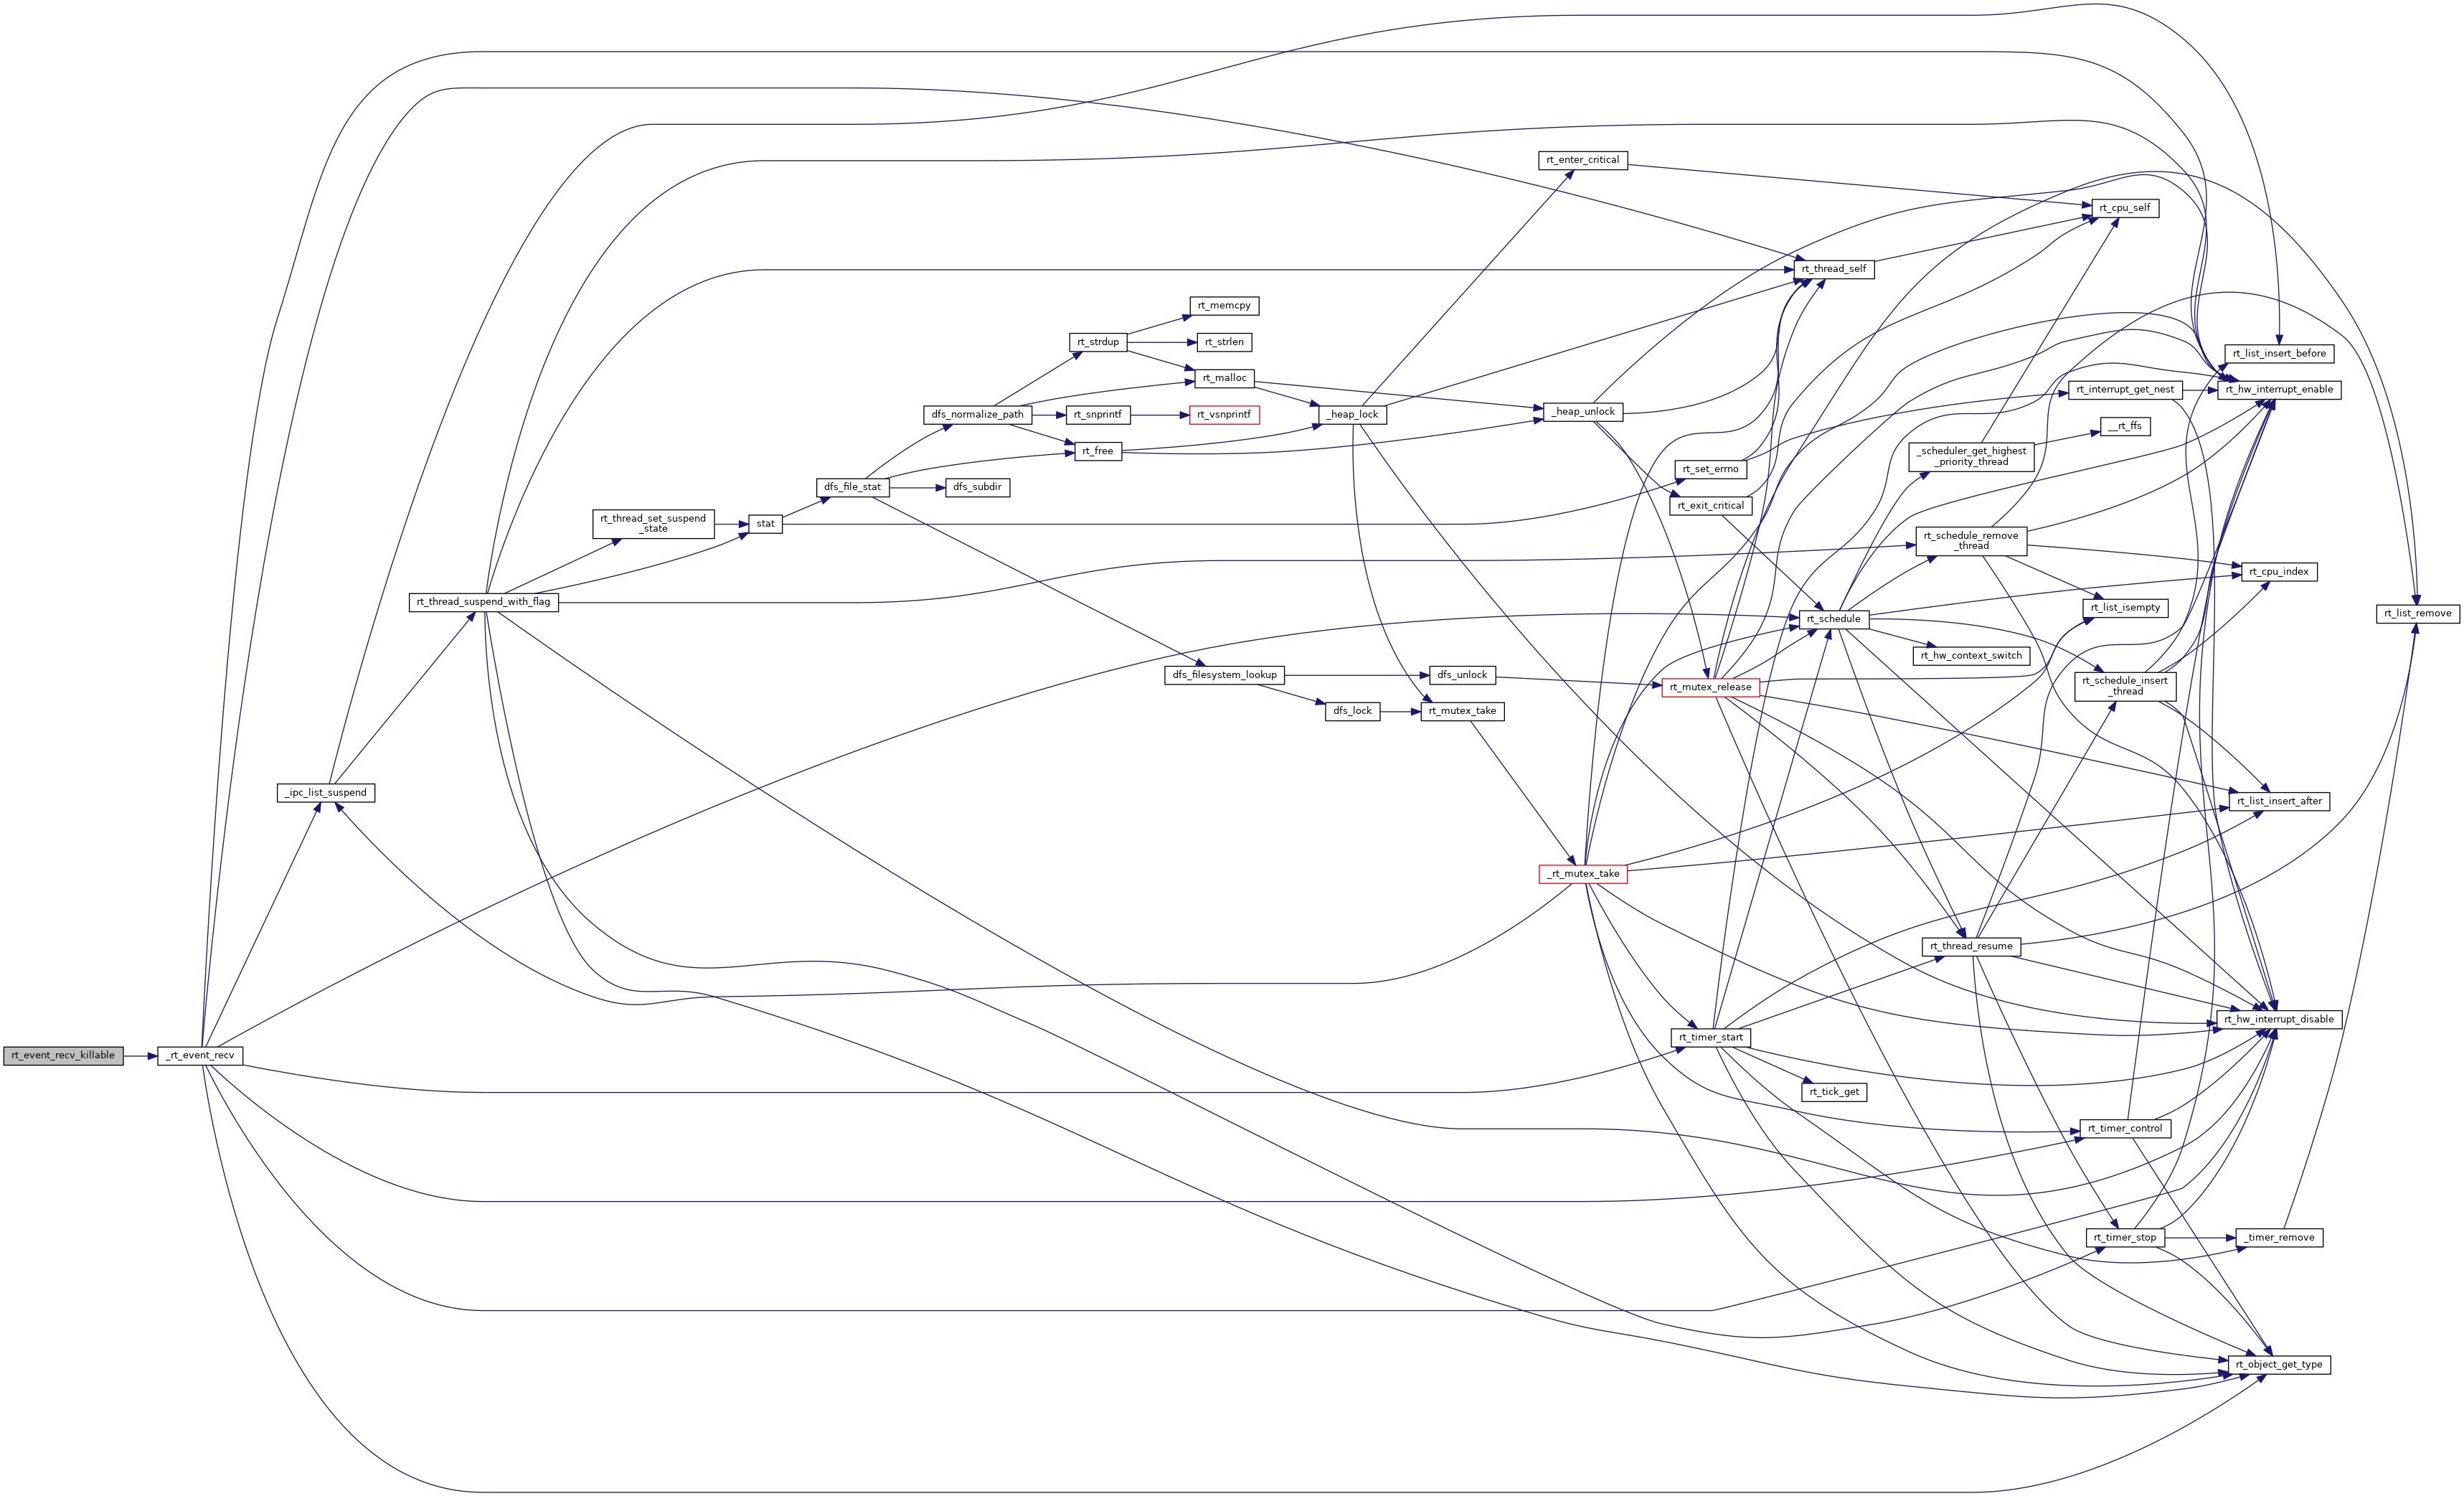 rt_event_recv_killable
_rt_event_recv
_ipc_list_suspend
rt_thread_suspend_with_flag
rt_thread_set_suspend
_state
stat
dfs_file_stat
dfs_normalize_path
dfs_subdir
rt_strdup
rt_snprintf
rt_free
rt_memcpy
rt_strlen
rt_malloc
rt_vsnprintf
dfs_filesystem_lookup
_heap_lock
dfs_unlock
dfs_lock
rt_mutex_take
rt_enter_critical
_heap_unlock
_rt_mutex_take
rt_set_errno
rt_exit_critical
rt_mutex_release
rt_timer_start
rt_thread_self
rt_schedule
rt_tick_get
_scheduler_get_highest
_priority_thread
rt_schedule_remove
_thread
rt_hw_context_switch
rt_thread_resume
rt_cpu_self
rt_interrupt_get_nest
__rt_ffs
rt_list_isempty
rt_schedule_insert
_thread
rt_timer_control
rt_timer_stop
rt_list_insert_before
rt_hw_interrupt_enable
rt_cpu_index
rt_list_insert_after
rt_hw_interrupt_disable
_timer_remove
rt_object_get_type
rt_list_remove